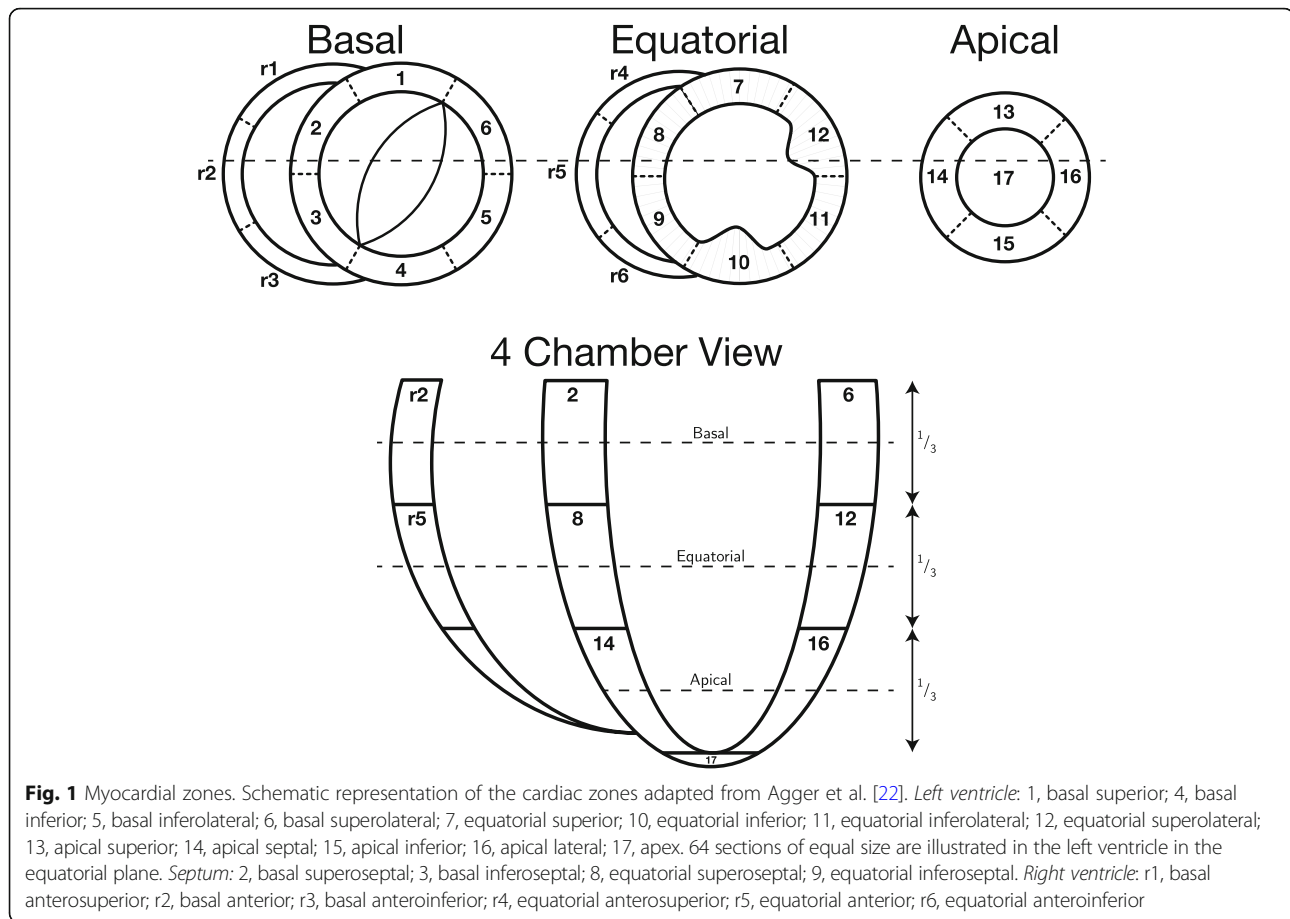 Basal
Equatorial
Apical
r1
1
2
6
r2
3
5
r3
4
r4
7
8
12
r5
9
11
r6
10
13
14
17
16
15
4 Chamber View
r2
2
6
Basal
1/3
r5
8
12
Equatorial
1/3
14
16
Apical
1/3
17
Fig. 1 Myocardial zones. Schematic representation of the cardiac zones adapted from Agger et al. [22]. Left ventricle: 1, basal superior; 4, basal
inferior; 5, basal inferolateral; 6, basal superolateral; 7, equatorial superior; 10, equatorial inferior; 11, equatorial inferolateral; 12, equatorial superolateral;
13, apical superior; 14, apical septal; 15, apical inferior; 16, apical lateral; 17, apex. 64 sections of equal size are illustrated in the left ventricle in the
equatorial plane. Septum: 2, basal superoseptal; 3, basal inferoseptal; 8, equatorial superoseptal; 9, equatorial inferoseptal. Right ventricle: r1, basal
anterosuperior; r2, basal anterior; r3, basal anteroinferior; r4, equatorial anterosuperior; r5, equatorial anterior; r6, equatorial anteroinferior